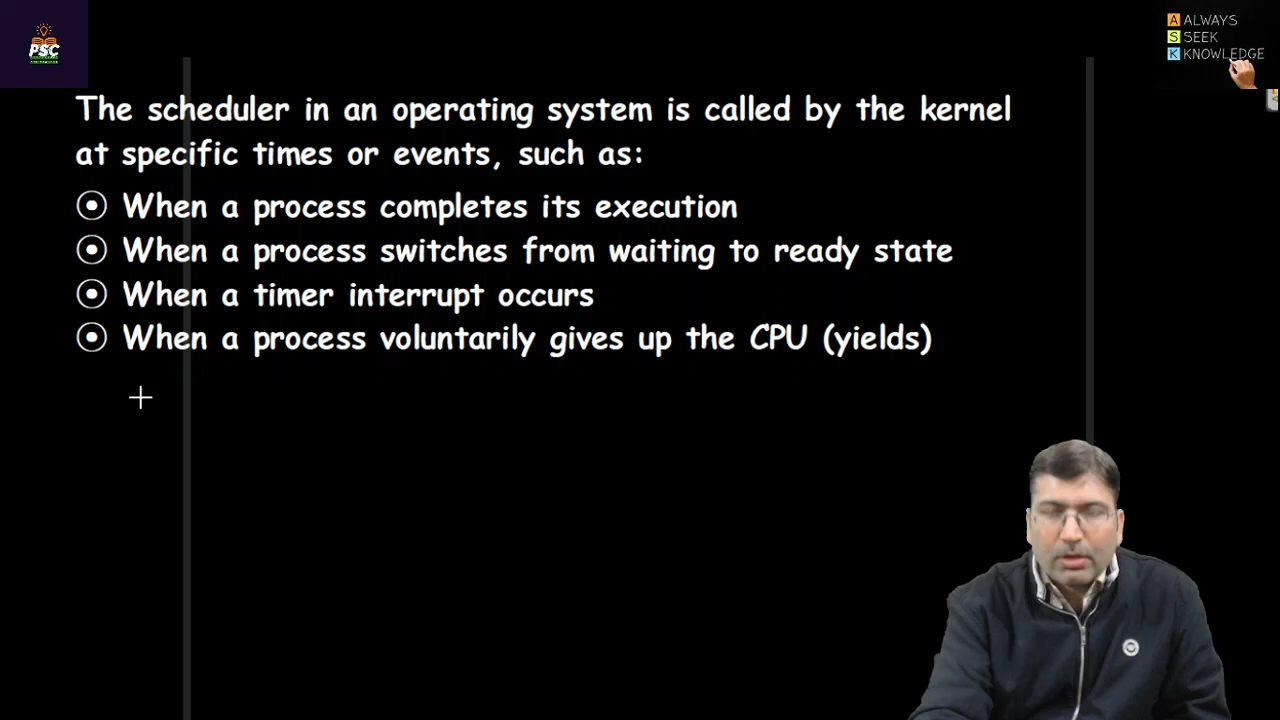 PSC
A ALWAYS
S SEEK
K KNOWLEDGE
The scheduler in an operating system is called by the kernel
at specific times or events, such as:
When a process completes its execution
When a process switches from waiting to ready state
When a timer interrupt occurs
When a process voluntarily gives up the CPU (yields)